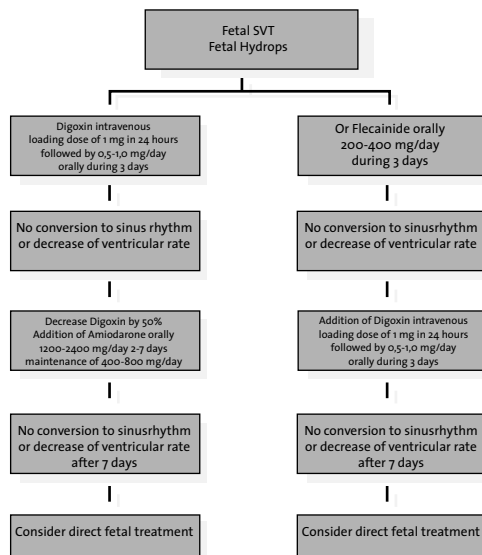 Fetal SVT
Fetal Hydrops
Digoxin intravenous
loading dose of 1 mg in 24 hours
followed by 0,5-1,0 mg/day
orally during 3 days
Or Flecainide orally
200-400 mg/day
during 3 days
No conversion to sinus rhythm
or decrease of ventricular rate
No conversion to sinusrhythm
or decrease of ventricular rate
Decrease Digoxin by 50%
Addition of Amiodarone orally
1200-2400 mg/day 2-7 days
maintenance of 400-800 mg/day
Addition of Digoxin intravenous
loading dose of 1 mg in 24 hours
followed by 0,5-1,0 mg/day
orally during 3 days
No conversion to sinusrhythm
or decrease of ventricular rate
after 7 days
No conversion to sinusrhythm
or decrease of ventricular rate
after 7 days
Consider direct fetal treatment
Consider direct fetal treatment